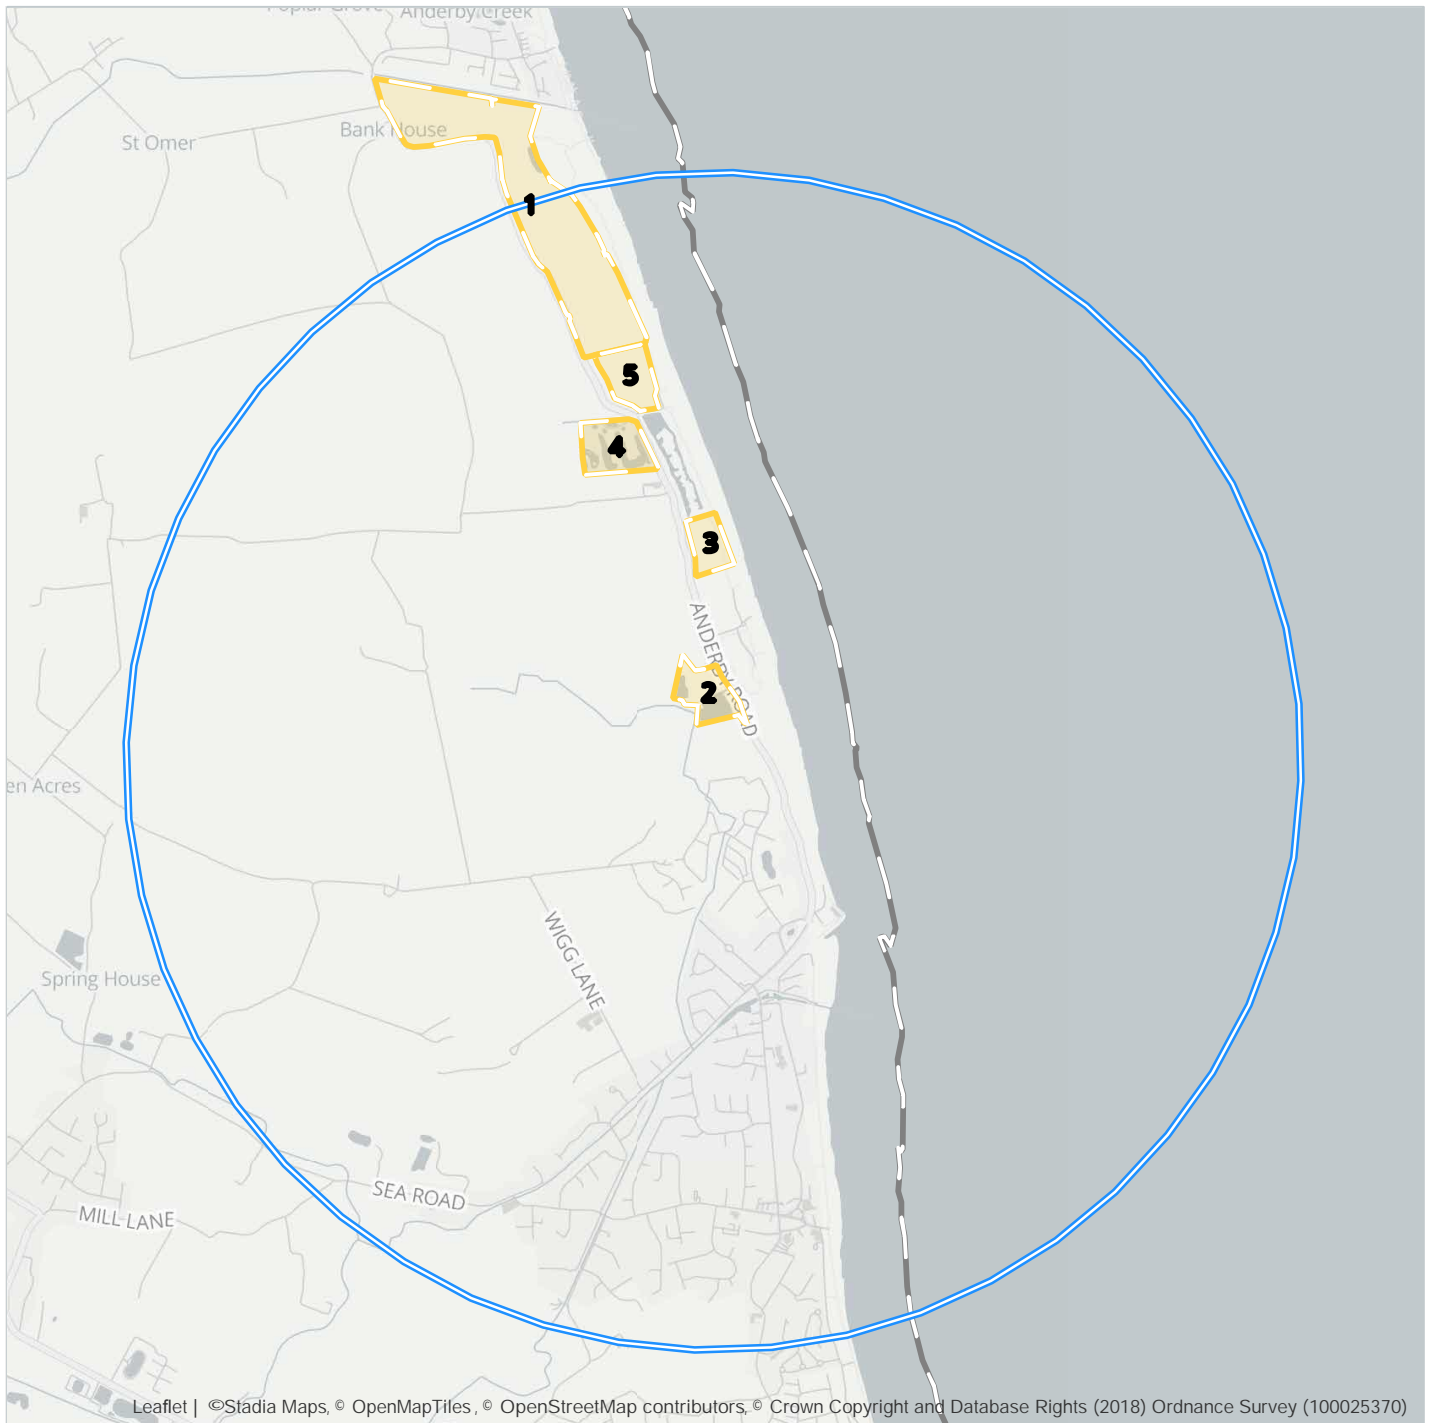 Poplar Grove
Anderby Creek
Bank House
St Omer
1
5
4
3
ANDERBY ROAD
2
en Acres
WIGG LANE
Spring House
SEA ROAD
MILL LANE
Leaflet | ©Stadia Maps, © OpenMapTiles, © OpenStreetMap contributors, © Crown Copyright and Database Rights (2018) Ordnance Survey (100025370)